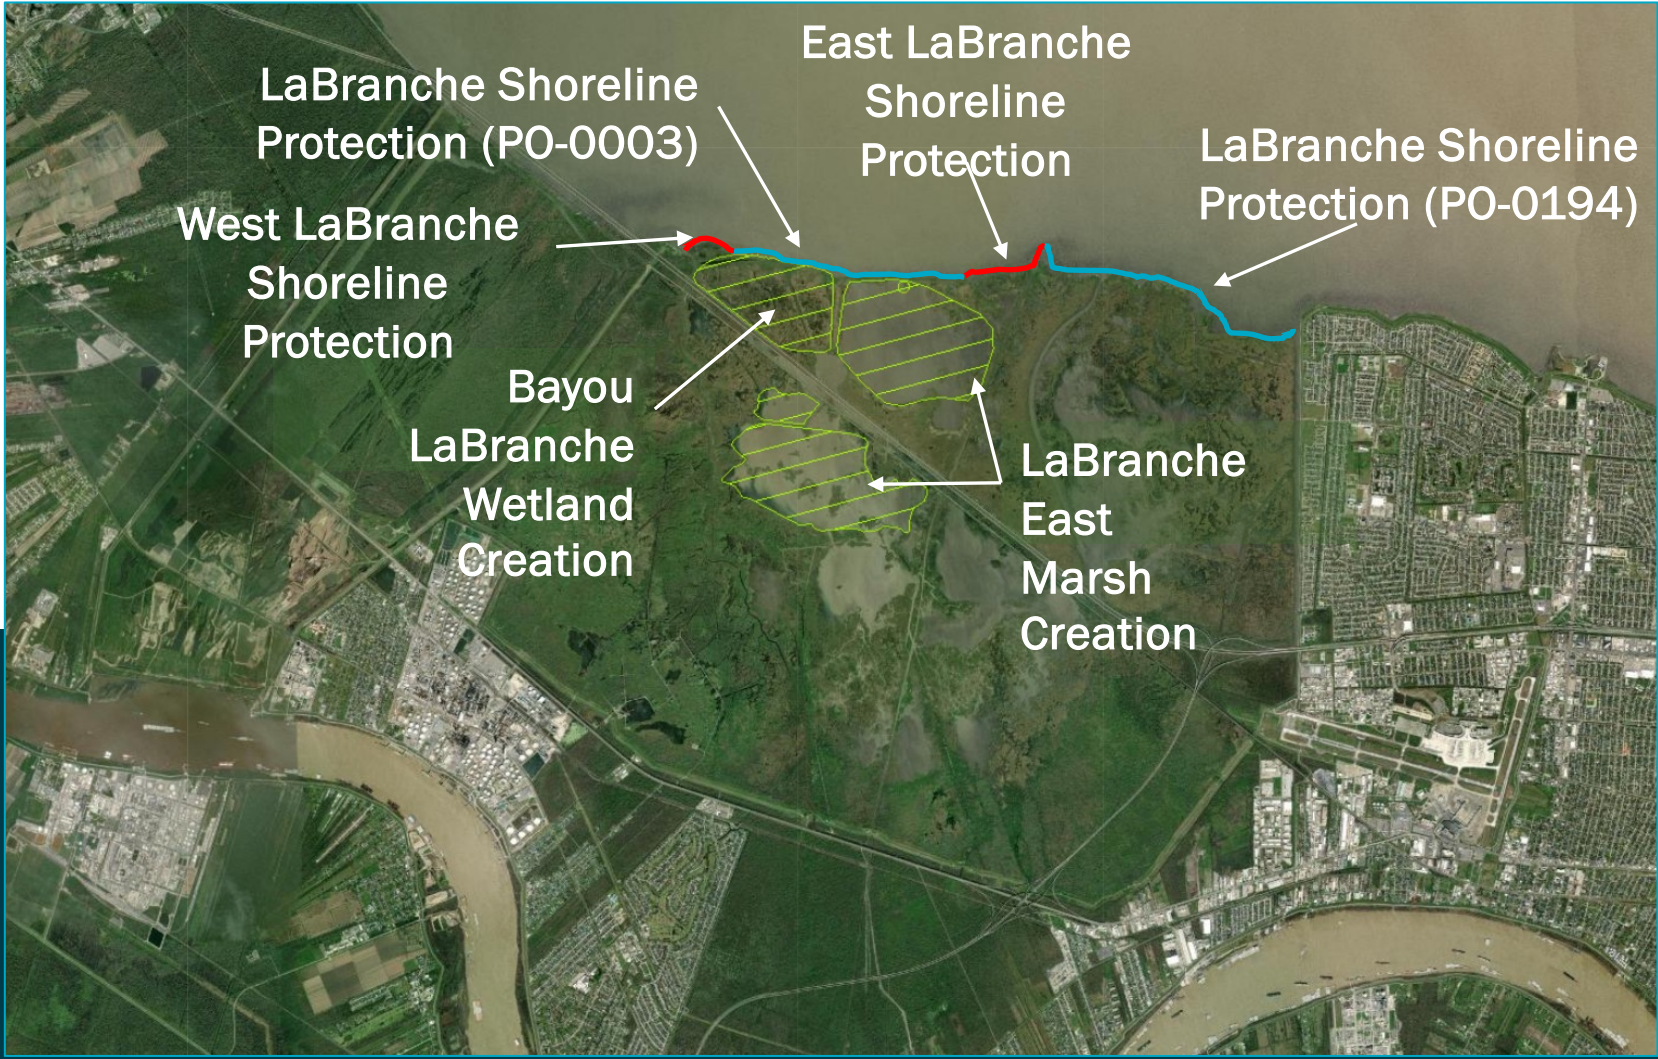 East LaBranche
Shoreline
Protection
LaBranche Shoreline
Protection (PO-0003)
LaBranche Shoreline
Protection (PO-0194)
West LaBranche
Shoreline
Protection
Bayou
LaBranche
Wetland
Creation
LaBranche
East
Marsh
Creation